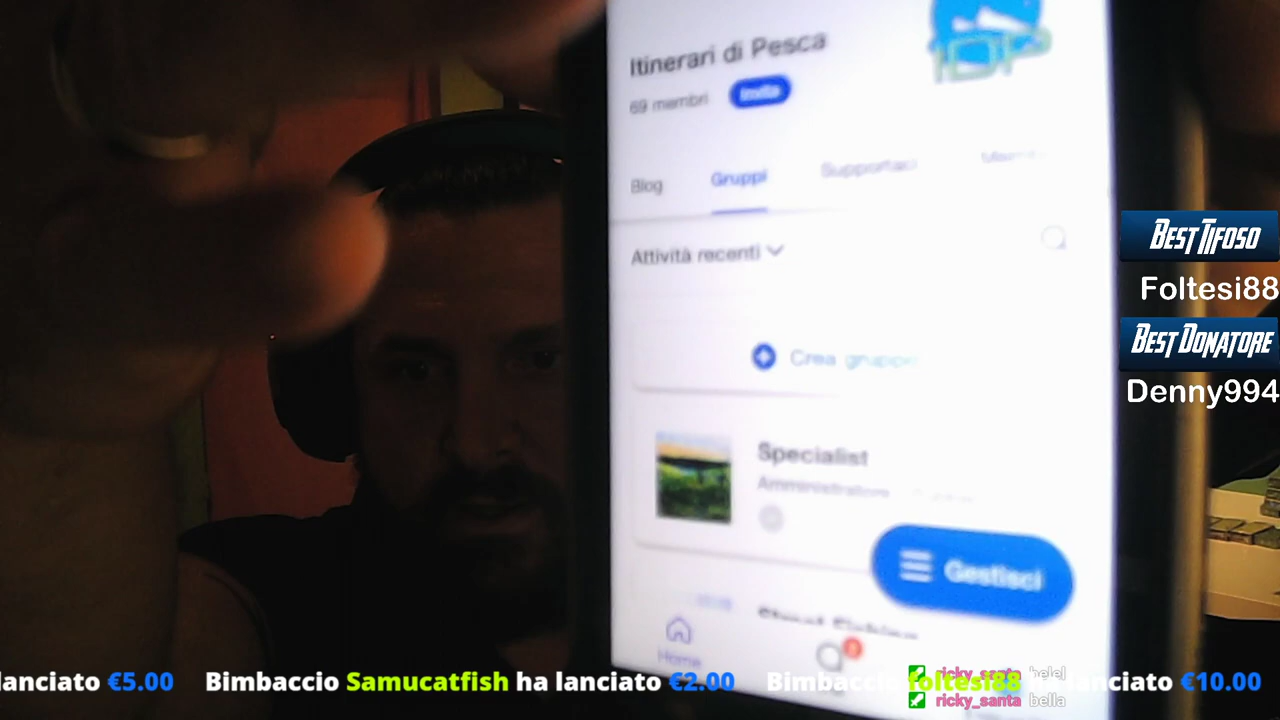 Itinerari di Pesca
69 membri Invita
Blog Gruppi Supportaci
Attività recenti
Crea gruppo
Specialist
Amministratore
Gestisci
Home
BEST TIFOSO
Foltesi88
BEST DONATORE
Denny994
lanciato €5.00 Bimbaccio Samucatfish ha lanciato €2.00 Bimbaccio foltesi88 lanciato €10.00
ricky_santa belel
ricky_santa bella